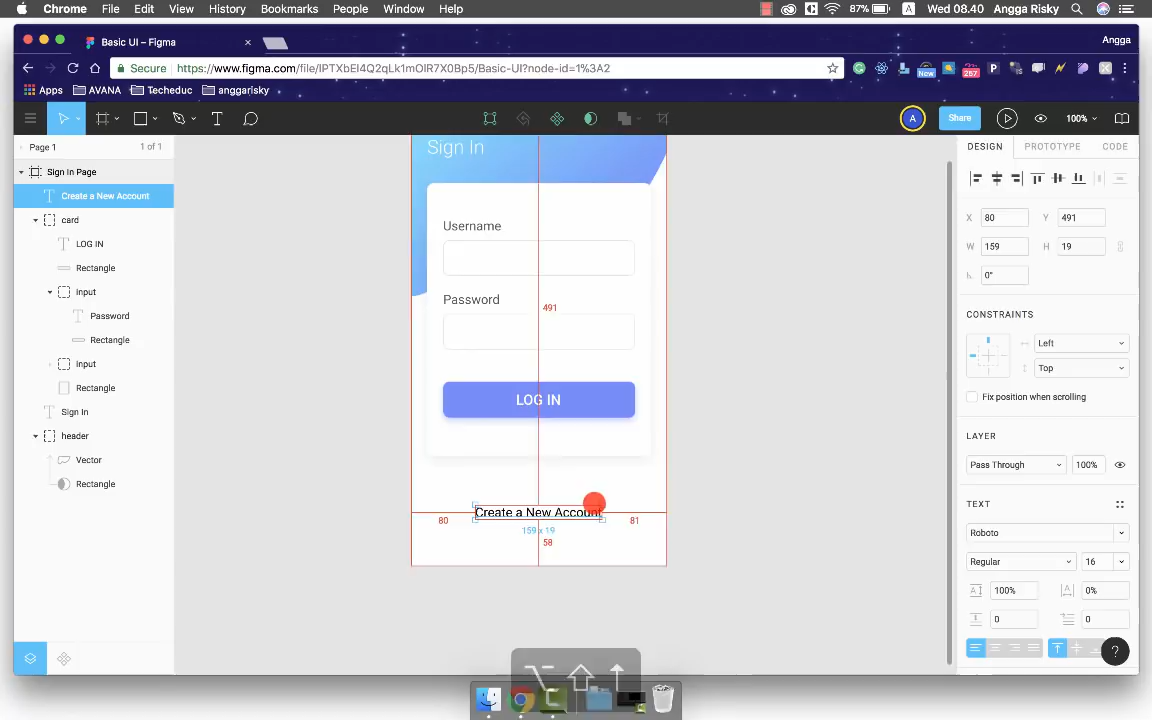 Chrome File Edit View History Bookmarks People Window Help
87% A Wed 08.40 Angga Risky
Basic UI – Figma
Angga
Secure https://www.figma.com/file/IPTXbEl4Q2qLk1mOlR7X0Bp5/Basic-UI?node-id=1%3A2
Now 267 P
Apps AVANA Techeduc anggarisky
A Share 100%
Page 1 1 of 1
DESIGN PROTOTYPE CODE
Sign In Page
Create a New Account
card
LOG IN
Rectangle
Input
Password
Rectangle
Input
Rectangle
Sign In
header
Vector
Rectangle
Sign In
Username
Password
491
LOG IN
Create a New Account
80 81
159 x 19
58
X 80 Y 491
W 159 H 19
0°
CONSTRAINTS
Left
Top
Fix position when scrolling
LAYER
Pass Through 100%
TEXT
Roboto
Regular 16
100% 0%
0 0
?